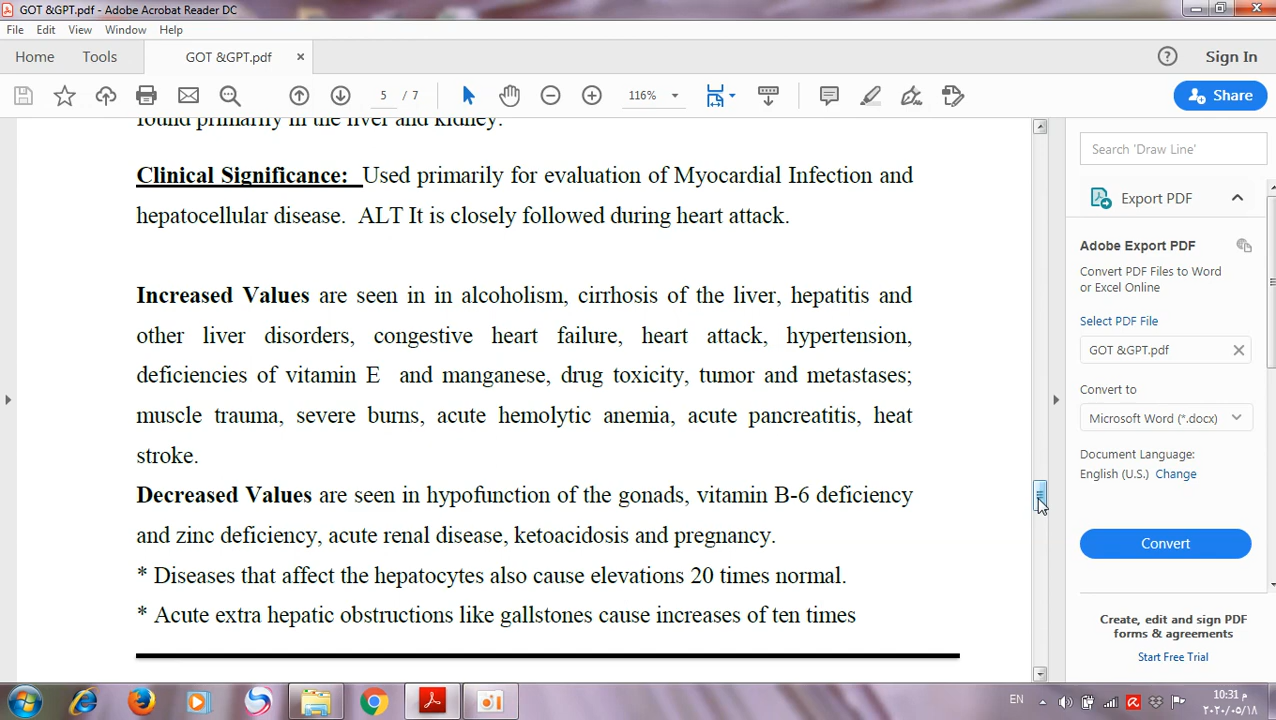 GOT &GPT.pdf - Adobe Acrobat Reader DC
File Edit View Window Help
Home Tools GOT &GPT.pdf × Sign In
5 / 7 116% Share
found primarily in the liver and kidney.
Clinical Significance: Used primarily for evaluation of Myocardial Infection and
hepatocellular disease. ALT It is closely followed during heart attack.
Increased Values are seen in in alcoholism, cirrhosis of the liver, hepatitis and
other liver disorders, congestive heart failure, heart attack, hypertension,
deficiencies of vitamin E and manganese, drug toxicity, tumor and metastases;
muscle trauma, severe burns, acute hemolytic anemia, acute pancreatitis, heat
stroke.
Decreased Values are seen in hypofunction of the gonads, vitamin B-6 deficiency
and zinc deficiency, acute renal disease, ketoacidosis and pregnancy.
* Diseases that affect the hepatocytes also cause elevations 20 times normal.
* Acute extra hepatic obstructions like gallstones cause increases of ten times
Search 'Draw Line'
Export PDF
Adobe Export PDF
Convert PDF Files to Word
or Excel Online
Select PDF File
GOT &GPT.pdf
Convert to
Microsoft Word (*.docx)
Document Language:
English (U.S.) Change
Convert
Create, edit and sign PDF
forms & agreements
Start Free Trial
EN
10:31 م
٢٠٢٠/٠٥/١٨